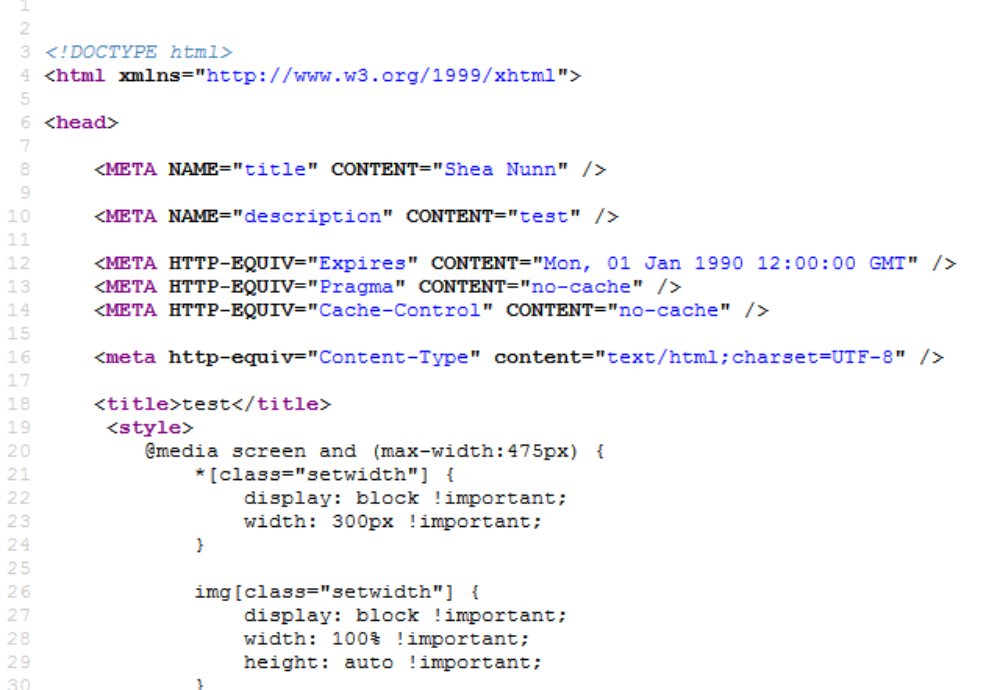 1
2
3 <!DOCTYPE html>
4 <html xmlns="http://www.w3.org/1999/xhtml">
5
6 <head>
7
8     <META NAME="title" CONTENT="Shea Nunn" />
9
10     <META NAME="description" CONTENT="test" />
11
12     <META HTTP-EQUIV="Expires" CONTENT="Mon, 01 Jan 1990 12:00:00 GMT" />
13     <META HTTP-EQUIV="Pragma" CONTENT="no-cache" />
14     <META HTTP-EQUIV="Cache-Control" CONTENT="no-cache" />
15
16     <meta http-equiv="Content-Type" content="text/html;charset=UTF-8" />
17
18     <title>test</title>
19      <style>
20         @media screen and (max-width:475px) {
21             *[class="setwidth"] {
22                 display: block !important;
23                 width: 300px !important;
24             }
25
26             img[class="setwidth"] {
27                 display: block !important;
28                 width: 100% !important;
29                 height: auto !important;
30             }